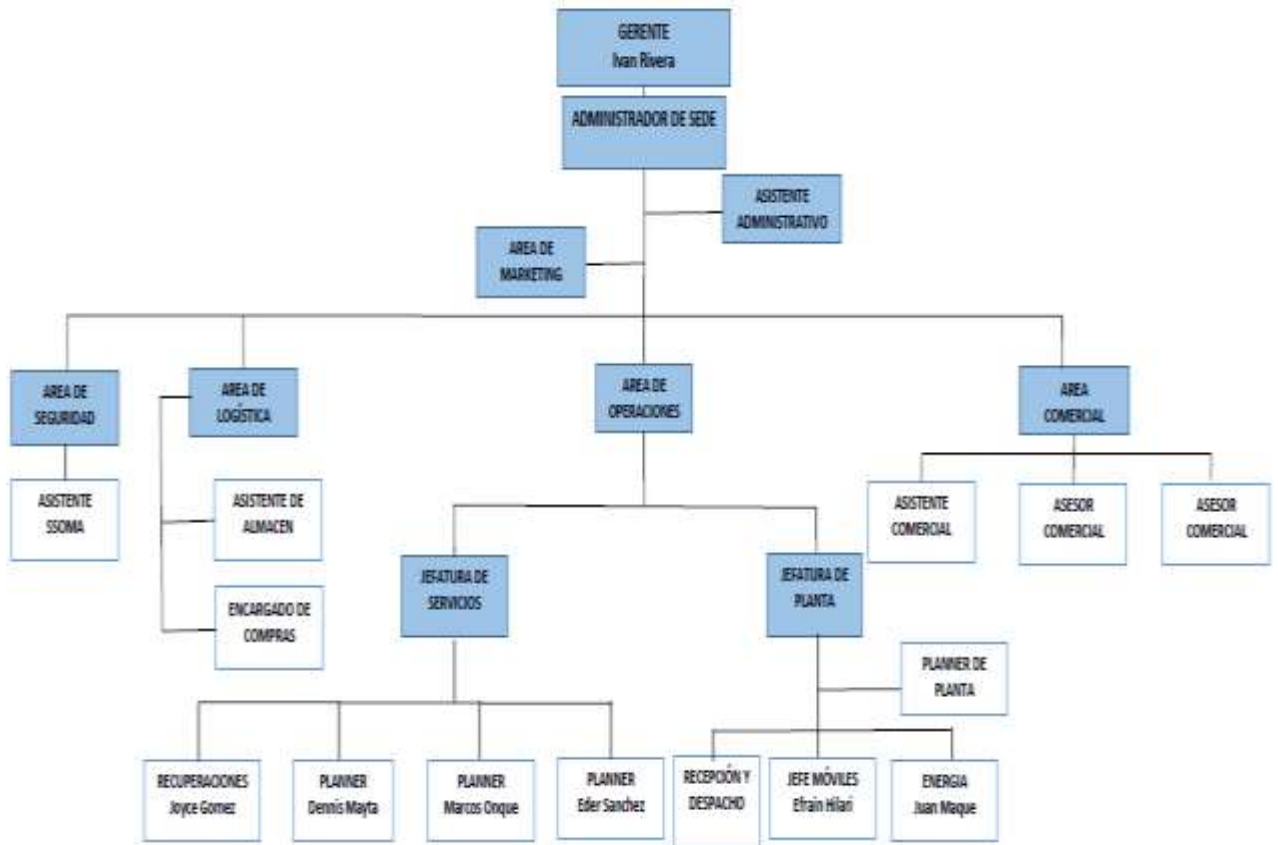 GERENTE
Ivan Rivera
ADMINISTRADOR DE SEDE
ASISTENTE
ADMINISTRATIVO
AREA DE
MARKETING
AREA DE
SEGURIDAD
AREA DE
LOGÍSTICA
AREA DE
OPERACIONES
AREA
COMERCIAL
ASISTENTE
SSOMA
ASISTENTE DE
ALMACEN
ENCARGADO DE
COMPRAS
ASISTENTE
COMERCIAL
ASESOR
COMERCIAL
ASESOR
COMERCIAL
JEFATURA DE
SERVICIOS
JEFATURA DE
PLANTA
PLANNER DE
PLANTA
RECUPERACIONES
Joyce Gomez
PLANNER
Dennis Mayta
PLANNER
Marcos Onque
PLANNER
Eder Sanchez
RECEPCIÓN Y
DESPACHO
JEFE MÓVILES
Efrain Hilari
ENERGIA
Juan Maque